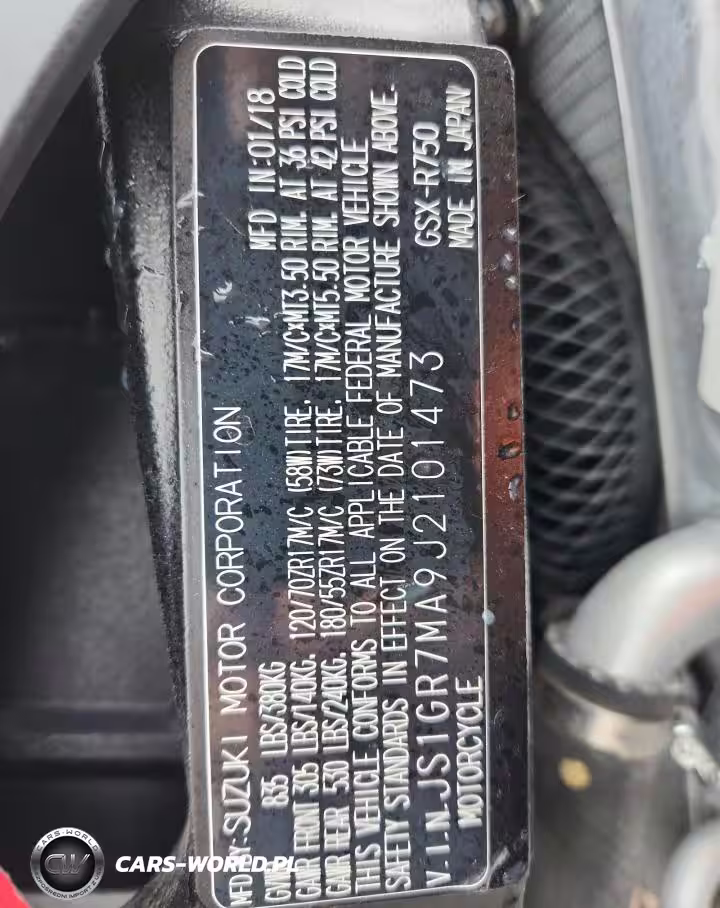 MFD BY:SUZUKI MOTOR CORPORATION
MFD IN:01/18
835 LBS/380KG
GAWR FRONT 305 LBS/140KG, 120/70ZR17M/C (58W)TIRE, 17M/C×MT3.50 RIM, AT 36 PSI COLD
GAWR REAR 530 LBS/240KG, 180/55ZR17M/C (73W)TIRE, 17M/C×MT5.50 RIM, AT 42 PSI COLD
THIS VEHICLE CONFORMS TO ALL APPLICABLE FEDERAL MOTOR VEHICLE
SAFETY STANDARDS IN EFFECT ON THE DATE OF MANUFACTURE SHOWN ABOVE.
V.I.N.JS1GR7MA9J2101473
GSX-R750
MOTORCYCLE
MADE IN JAPAN
CARS-WORLD
CW
CARS-WORLD.PL